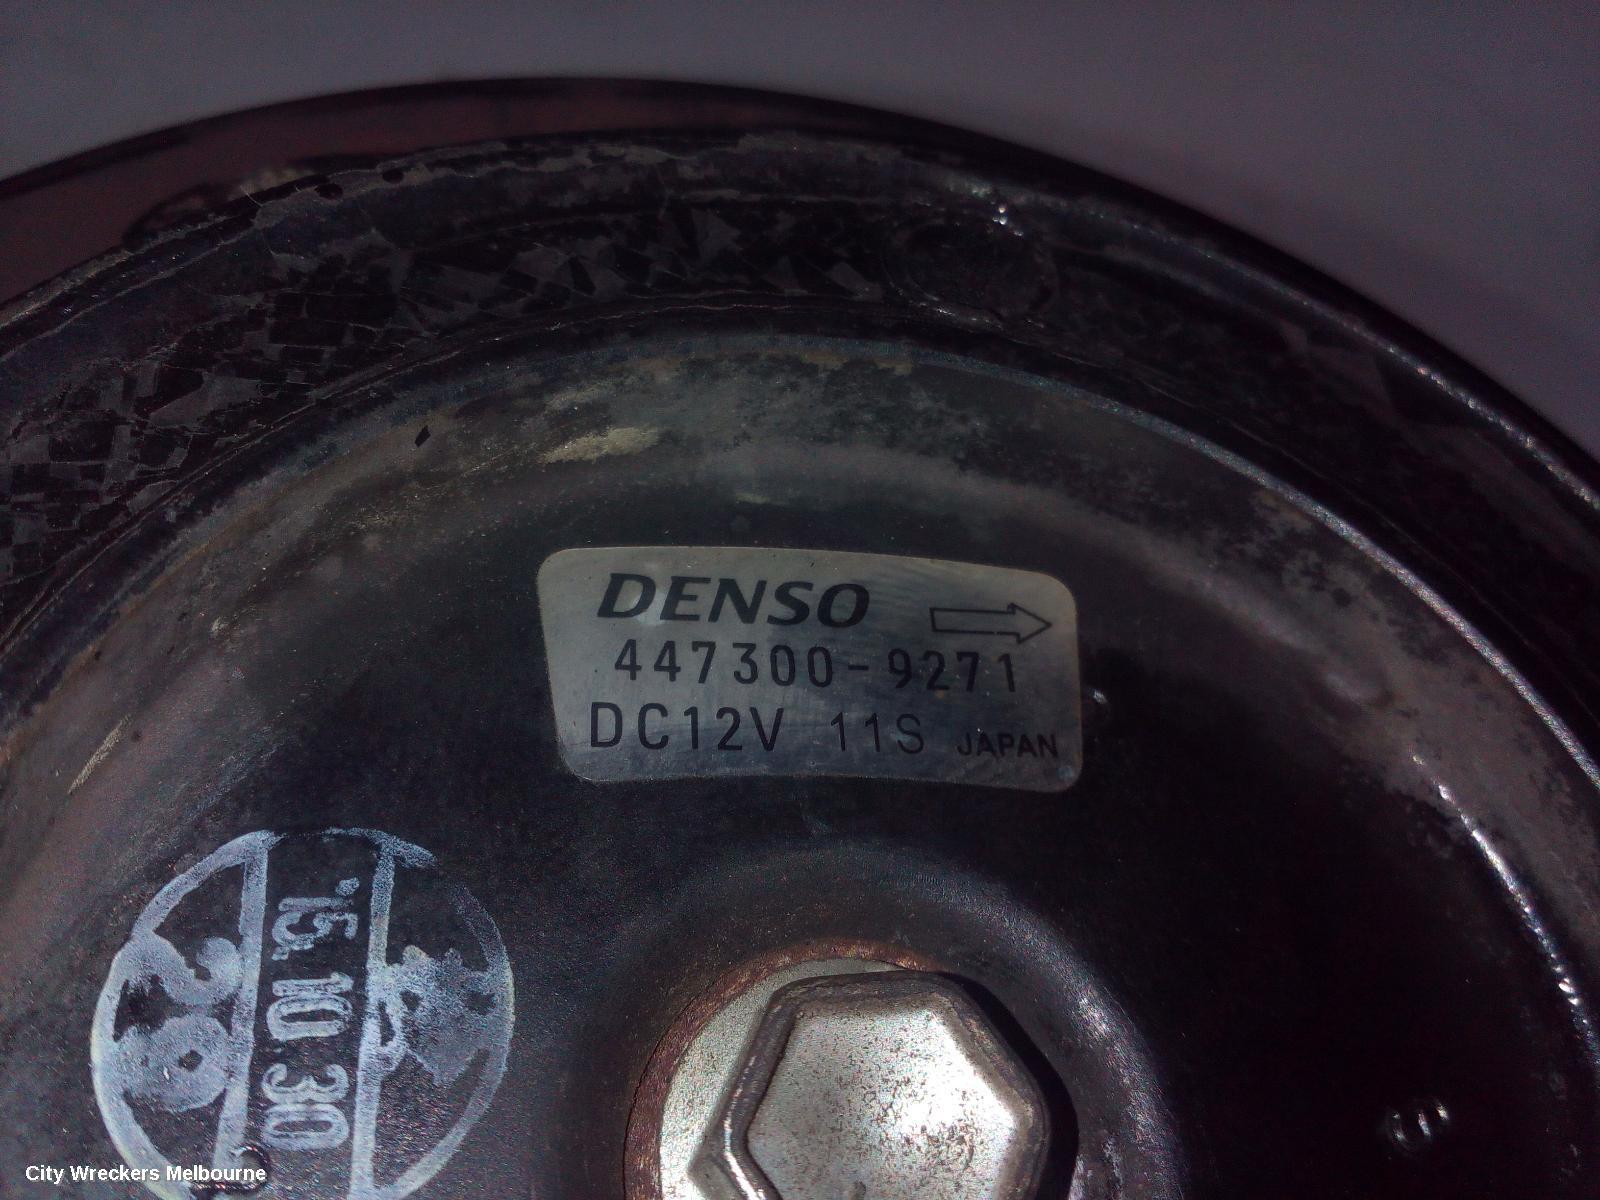 DENSO
447300-9271
DC12V 11S JAPAN
'15. 10. 30
City Wreckers Melbourne